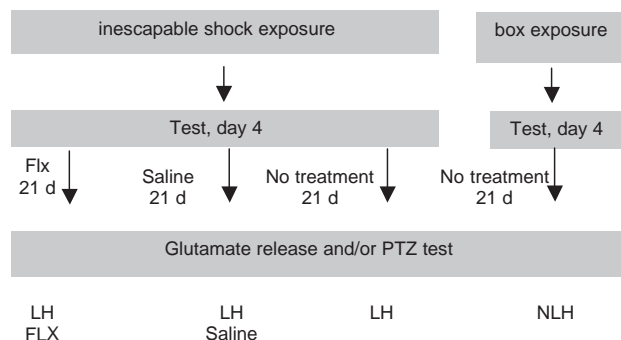 inescapable shock exposure
box exposure
Test, day 4
Test, day 4
Flx
21 d
Saline
21 d
No treatment
21 d
No treatment
21 d
Glutamate release and/or PTZ test
LH
FLX
LH
Saline
LH
NLH